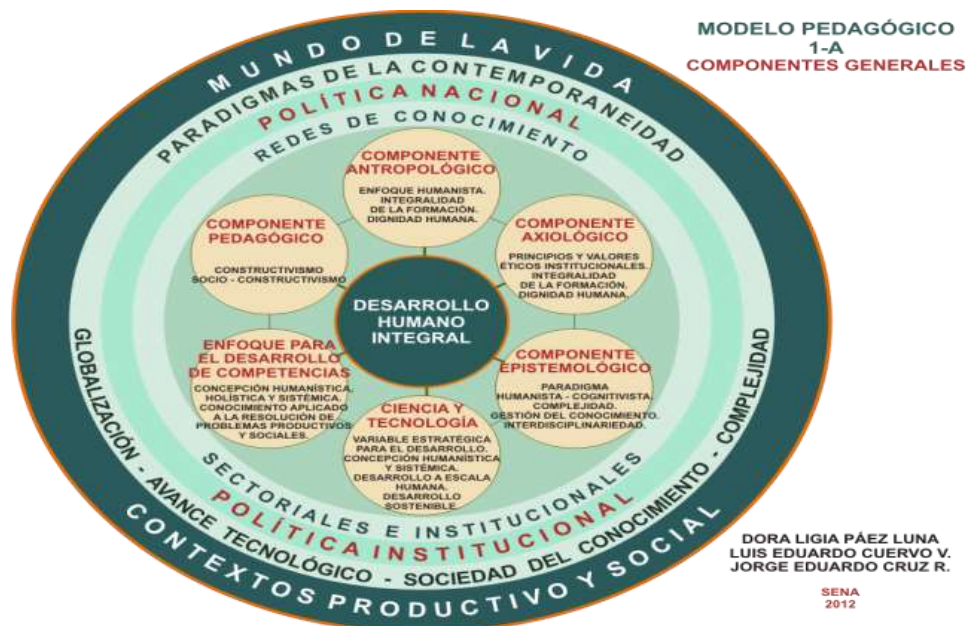 MODELO PEDAGÓGICO
1-A
COMPONENTES GENERALES
MUNDO DE LA VIDA
PARADIGMAS DE LA CONTEMPORANEIDAD
POLÍTICA NACIONAL
REDES DE CONOCIMIENTO
COMPONENTE
ANTROPOLÓGICO
ENFOQUE HUMANISTA.
INTEGRALIDAD
DE LA FORMACIÓN.
DIGNIDAD HUMANA.
COMPONENTE
PEDAGÓGICO
CONSTRUCTIVISMO
SOCIO - CONSTRUCTIVISMO
COMPONENTE
AXIOLÓGICO
PRINCIPIOS Y VALORES
ÉTICOS INSTITUCIONALES.
INTEGRALIDAD
DE LA FORMACIÓN.
DIGNIDAD HUMANA.
DESARROLLO
HUMANO
INTEGRAL
ENFOQUE PARA
EL DESARROLLO
DE COMPETENCIAS
CONCEPCIÓN HUMANÍSTICA.
HOLÍSTICA Y SISTÉMICA.
CONOCIMIENTO APLICADO
A LA RESOLUCIÓN DE
PROBLEMAS PRODUCTIVOS
Y SOCIALES.
COMPONENTE
EPISTEMOLÓGICO
PARADIGMA
HUMANISTA - COGNITIVISTA.
COMPLEJIDAD.
GESTIÓN DEL CONOCIMIENTO.
INTERDISCIPLINARIEDAD.
CIENCIA Y
TECNOLOGÍA
VARIABLE ESTRATÉGICA
PARA EL DESARROLLO.
CONCEPCIÓN HUMANÍSTICA
Y SISTÉMICA.
DESARROLLO A ESCALA
HUMANA.
DESARROLLO
SOSTENIBLE.
SECTORIALES E INSTITUCIONALES
POLÍTICA INSTITUCIONAL
GLOBALIZACIÓN - AVANCE TECNOLÓGICO - SOCIEDAD DEL CONOCIMIENTO - COMPLEJIDAD
CONTEXTOS PRODUCTIVO Y SOCIAL
DORA LIGIA PÁEZ LUNA
LUIS EDUARDO CUERVO V.
JORGE EDUARDO CRUZ R.
SENA
2012